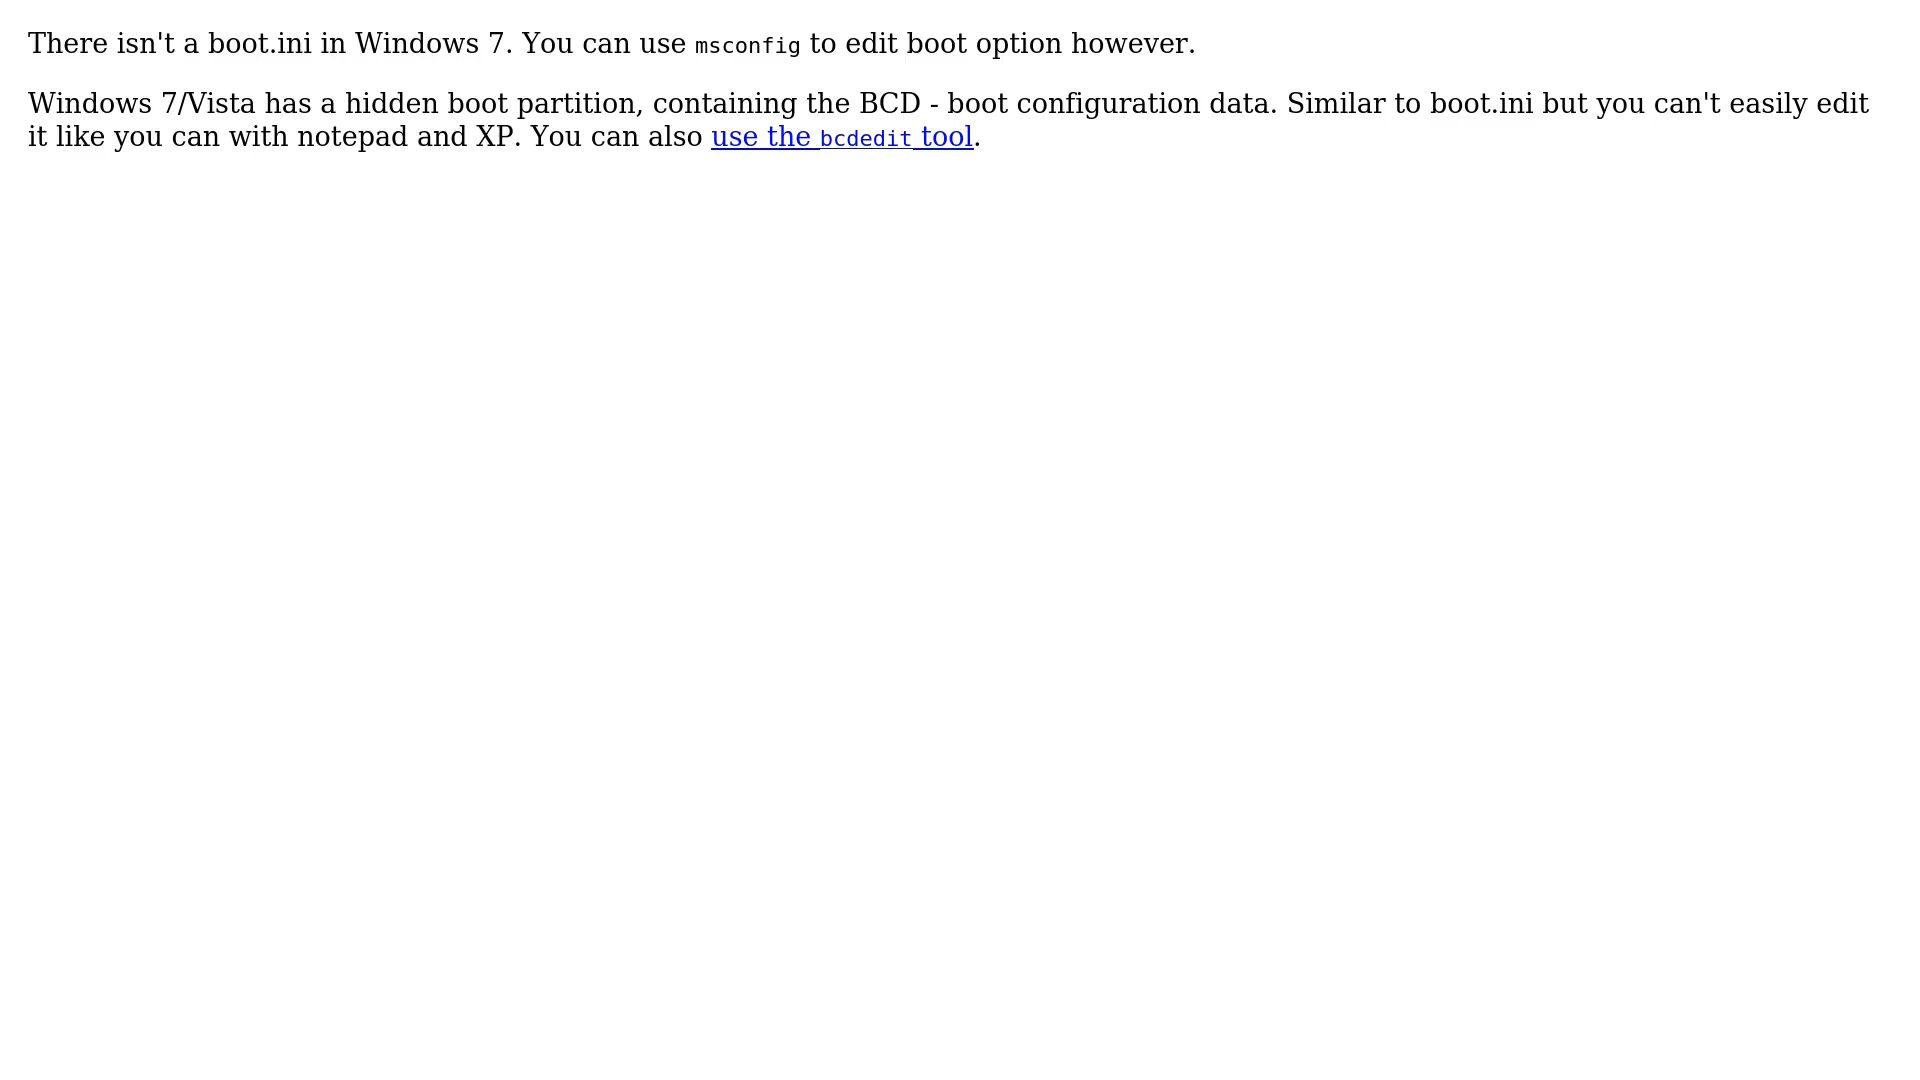 There isn't a boot.ini in Windows 7. You can use msconfig to edit boot option however.
Windows 7/Vista has a hidden boot partition, containing the BCD - boot configuration data. Similar to boot.ini but you can't easily edit
it like you can with notepad and XP. You can also use the bcdedit tool.